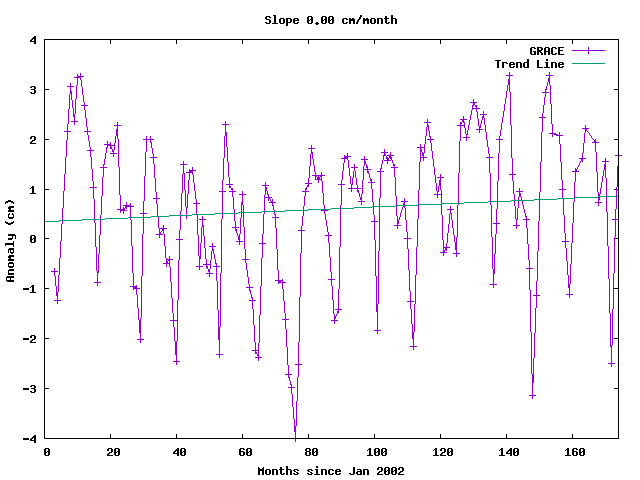 Slope 0.00 cm/month
GRACE
Trend Line
4
3
2
1
0
-1
-2
-3
-4
Anomaly (cm)
0 20 40 60 80 100 120 140 160
Months since Jan 2002